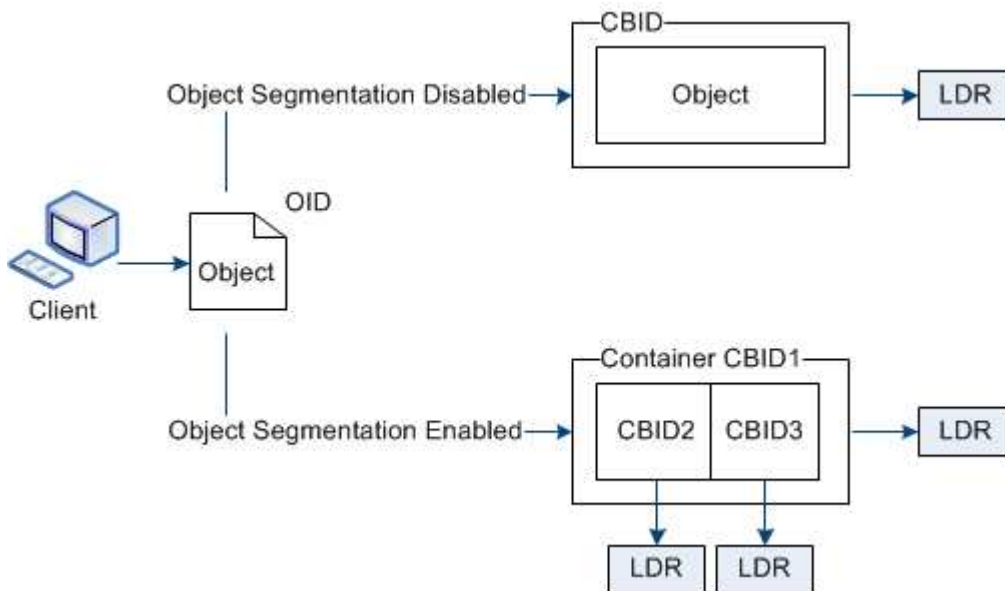 CBID
Object Segmentation Disabled
Object
LDR
OID
Object
Client
Container CBID1
Object Segmentation Enabled
CBID2
CBID3
LDR
LDR
LDR